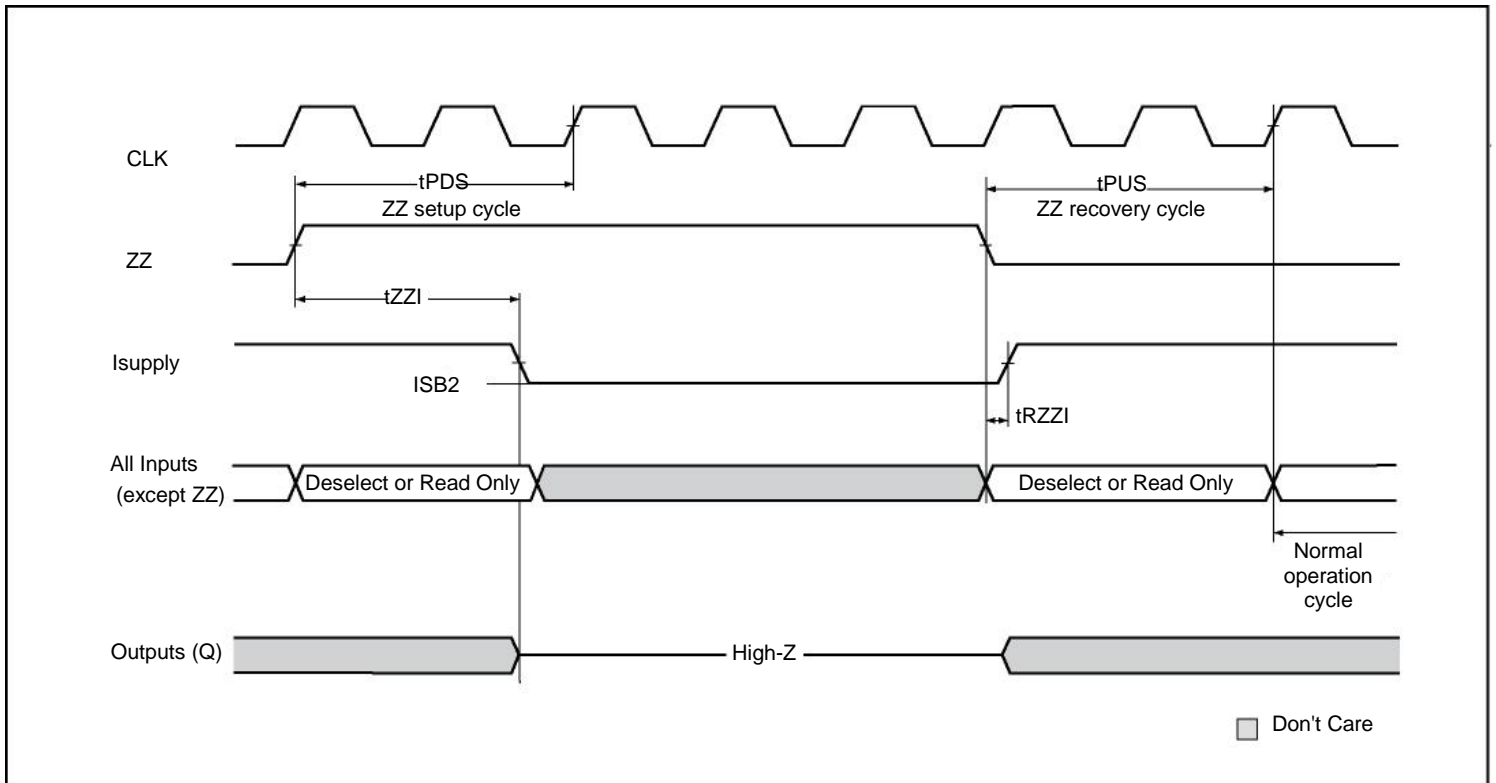 CLK
tPDS
ZZ setup cycle
tPUS
ZZ recovery cycle
ZZ
tZZI
Isupply
ISB2
tRZZI
All Inputs
(except ZZ)
Deselect or Read Only
Deselect or Read Only
Normal
operation
cycle
Outputs (Q)
High-Z
Don't Care